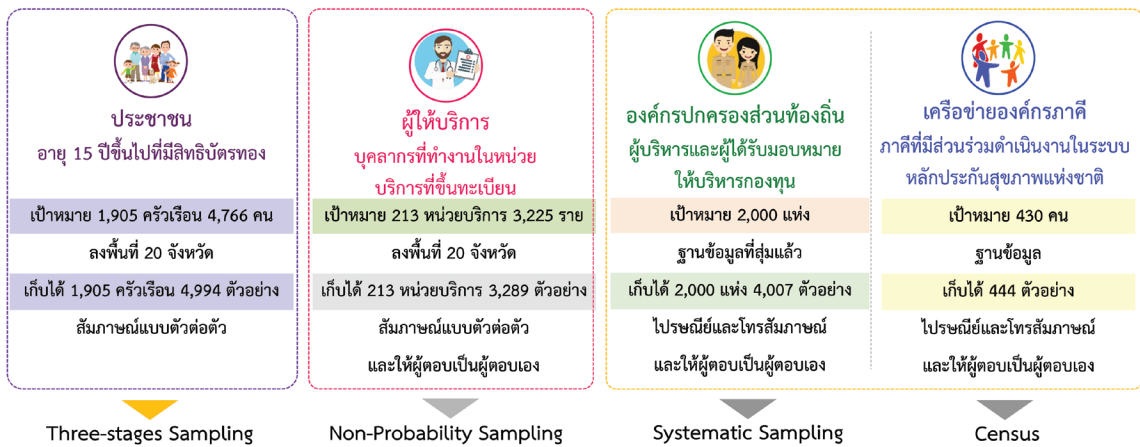 ประชาชน
อายุ 15 ปีขึ้นไปที่มีสิทธิบัตรทอง
เป้าหมาย 1,905 ครัวเรือน 4,766 คน
ลงพื้นที่ 20 จังหวัด
เก็บได้ 1,905 ครัวเรือน 4,994 ตัวอย่าง
สัมภาษณ์แบบตัวต่อตัว
Three-stages Sampling
ผู้ให้บริการ
บุคลากรที่ทำงานในหน่วย
บริการที่ขึ้นทะเบียน
เป้าหมาย 213 หน่วยบริการ 3,225 ราย
ลงพื้นที่ 20 จังหวัด
เก็บได้ 213 หน่วยบริการ 3,289 ตัวอย่าง
สัมภาษณ์แบบตัวต่อตัว
และให้ผู้ตอบเป็นผู้ตอบเอง
Non-Probability Sampling
องค์กรปกครองส่วนท้องถิ่น
ผู้บริหารและผู้ได้รับมอบหมาย
ให้บริหารกองทุน
เป้าหมาย 2,000 แห่ง
ฐานข้อมูลที่สุ่มแล้ว
เก็บได้ 2,000 แห่ง 4,007 ตัวอย่าง
ไปรษณีย์และโทรสัมภาษณ์
และให้ผู้ตอบเป็นผู้ตอบเอง
Systematic Sampling
เครือข่ายองค์กรภาคี
ภาคีที่มีส่วนร่วมดำเนินงานในระบบ
หลักประกันสุขภาพแห่งชาติ
เป้าหมาย 430 คน
ฐานข้อมูล
เก็บได้ 444 ตัวอย่าง
ไปรษณีย์และโทรสัมภาษณ์
และให้ผู้ตอบเป็นผู้ตอบเอง
Census